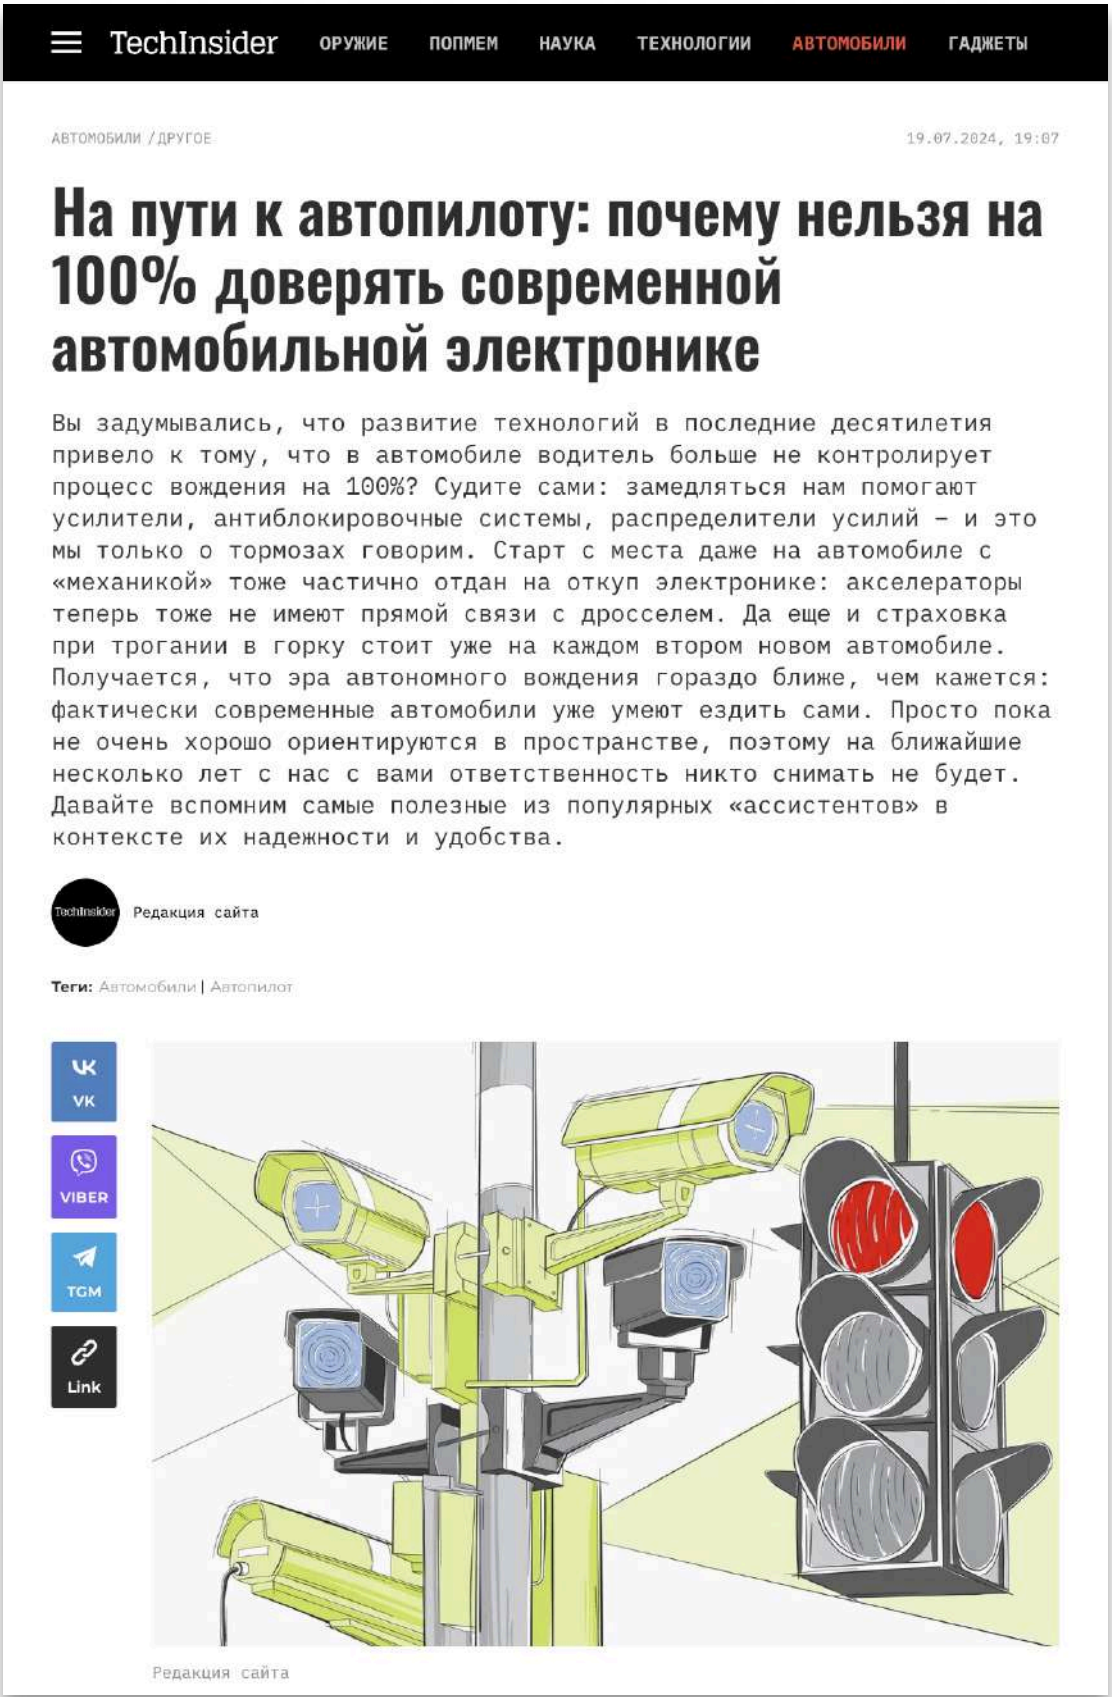 TechInsider ОРУЖИЕ ПОПМЕМ НАУКА ТЕХНОЛОГИИ АВТОМОБИЛИ ГАДЖЕТЫ
АВТОМОБИЛИ / ДРУГОЕ 19.07.2024, 19:07
На пути к автопилоту: почему нельзя на
100% доверять современной
автомобильной электронике
Вы задумывались, что развитие технологий в последние десятилетия
привело к тому, что в автомобиле водитель больше не контролирует
процесс вождения на 100%? Судите сами: замедляться нам помогают
усилители, антиблокировочные системы, распределители усилий – и это
мы только о тормозах говорим. Старт с места даже на автомобиле с
«механикой» тоже частично отдан на откуп электронике: акселераторы
теперь тоже не имеют прямой связи с дросселем. Да еще и страховка
при трогании в горку стоит уже на каждом втором новом автомобиле.
Получается, что эра автономного вождения гораздо ближе, чем кажется:
фактически современные автомобили уже умеют ездить сами. Просто пока
не очень хорошо ориентируются в пространстве, поэтому на ближайшие
несколько лет с нас с вами ответственность никто снимать не будет.
Давайте вспомним самые полезные из популярных «ассистентов» в
контексте их надежности и удобства.
TechInsider Редакция сайта
Теги: Автомобили | Автопилот
VK
VIBER
TGM
Link
Редакция сайта